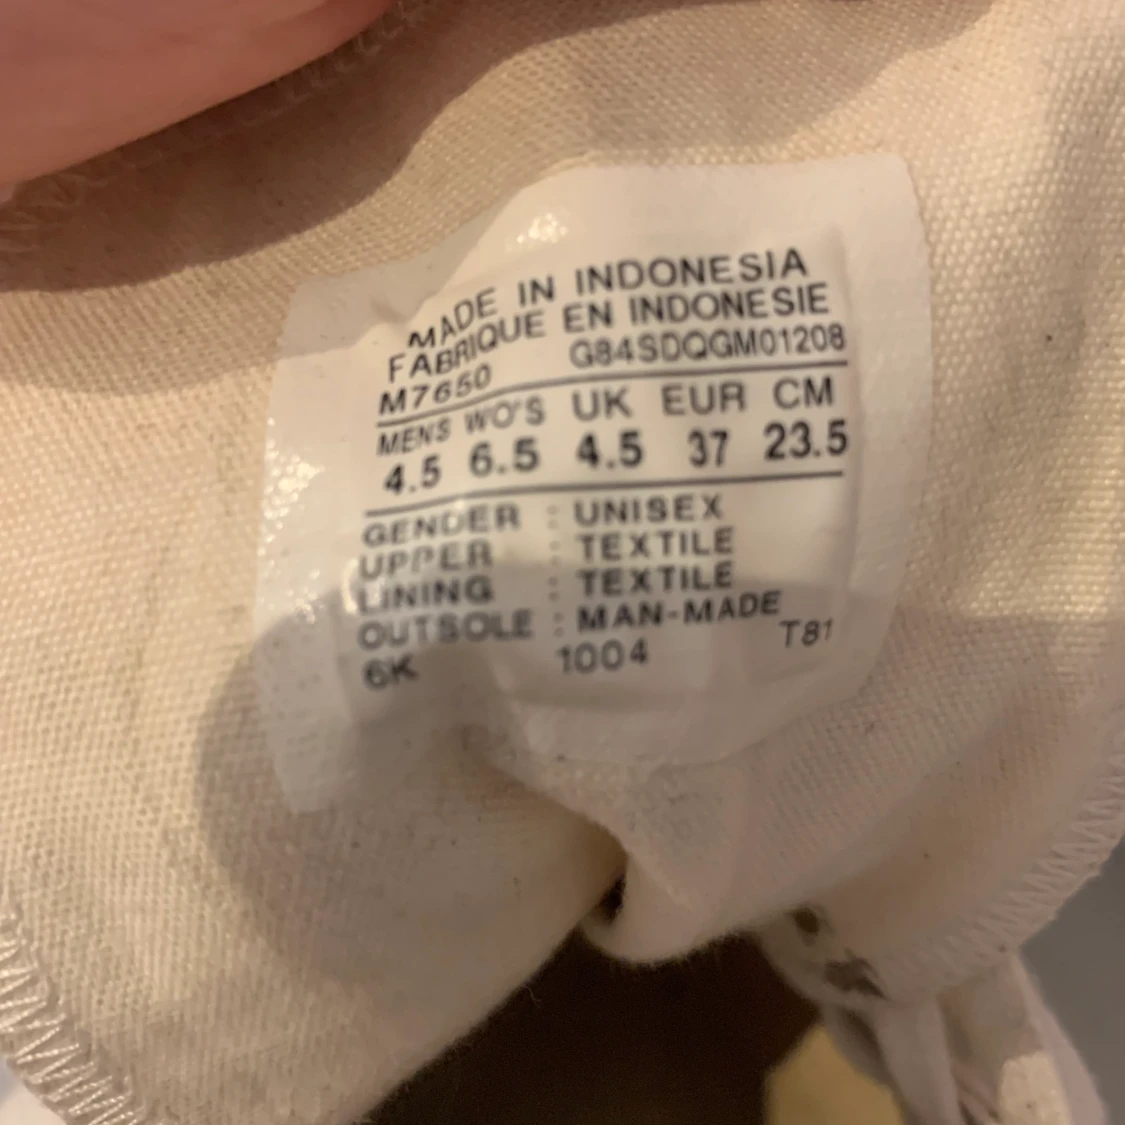 MADE IN INDONESIA
FABRIQUE EN INDONESIE
M7650 G84SDQGM01208
MENS WO'S UK EUR CM
4.5 6.5 4.5 37 23.5
GENDER : UNISEX
UPPER : TEXTILE
LINING : TEXTILE
OUTSOLE : MAN-MADE
6K 1004 T81